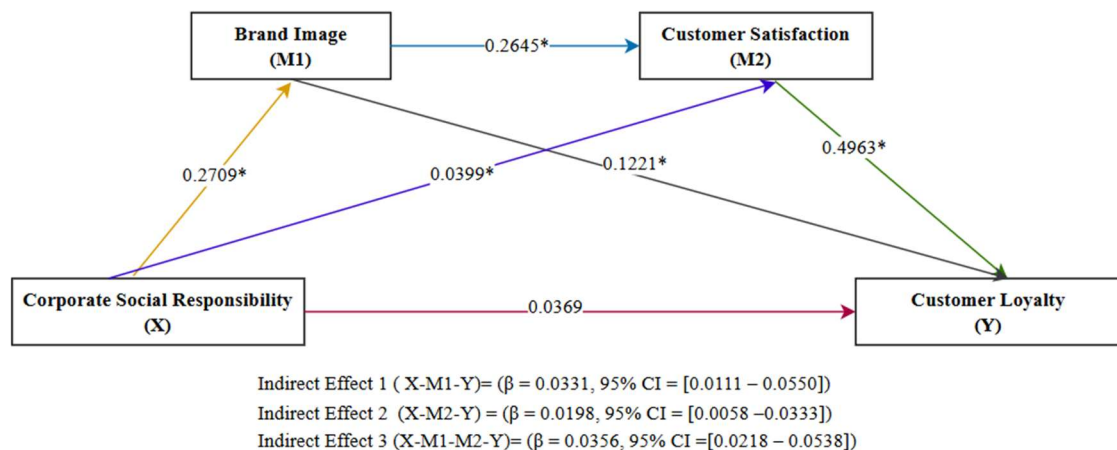 Brand Image
(M1)
0.2645*
Customer Satisfaction
(M2)
0.2709*
0.0399*
0.1221*
0.4963*
Corporate Social Responsibility
(X)
0.0369
Customer Loyalty
(Y)
Indirect Effect 1 ( X-M1-Y)= (β = 0.0331, 95% CI = [0.0111 – 0.0550])
Indirect Effect 2 (X-M2-Y) = (β = 0.0198, 95% CI = [0.0058 –0.0333])
Indirect Effect 3 (X-M1-M2-Y)= (β = 0.0356, 95% CI =[0.0218 – 0.0538])